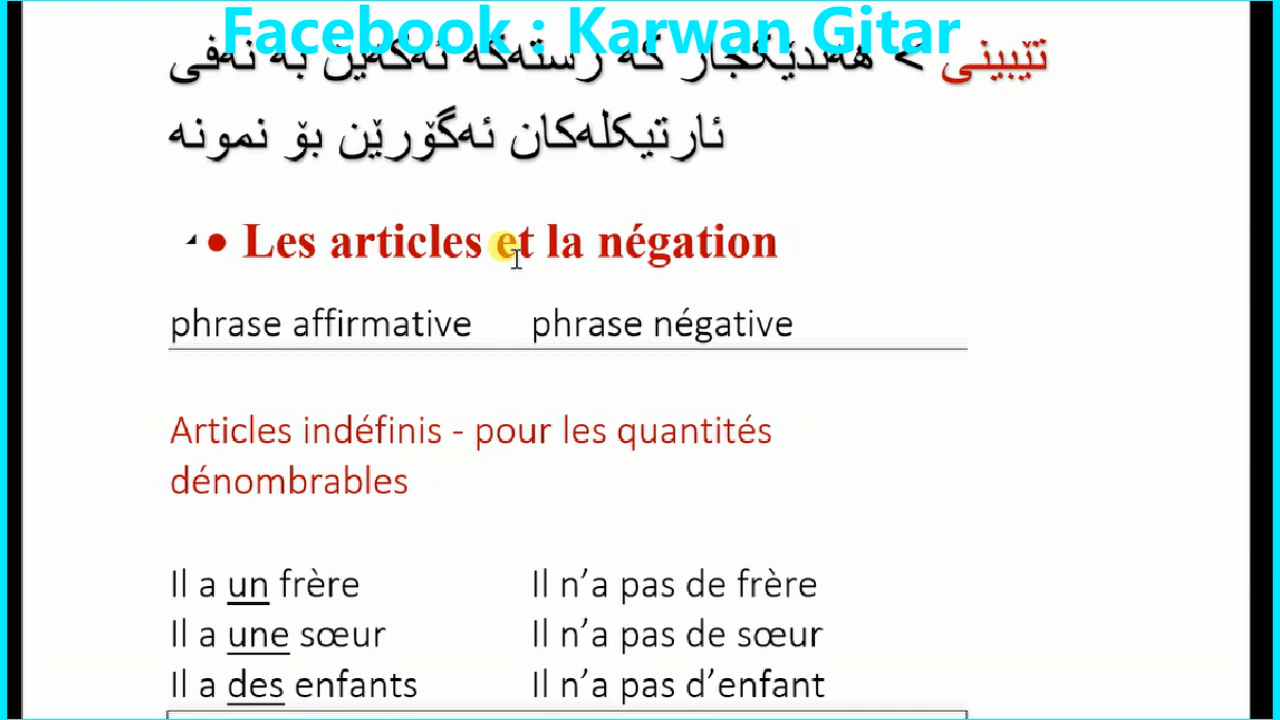 Facebook : Karwan Gitar
تێبینی > هەندێکجار کە رستەکە ئەکەین بە نەفی
ئارتیکلەکان ئەگۆرێن بۆ نمونە
• Les articles et la négation
phrase affirmative phrase négative
Articles indéfinis - pour les quantités
dénombrables
Il a un frère Il n’a pas de frère
Il a une sœur Il n’a pas de sœur
Il a des enfants Il n’a pas d’enfant